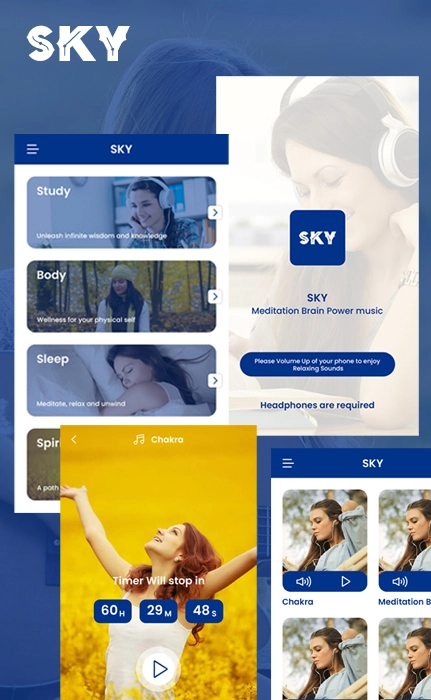 SKY
SKY
Study
Unleash infinite wisdom and knowledge
Body
Wellness for your physical self
Sleep
Meditate, relax and unwind
A path
SKY
SKY
Meditation Brain Power music
Please Volume Up of your phone to enjoy
Relaxing Sounds
Headphones are required
Chakra
Timer Will stop in
60H 29M 48S
SKY
Chakra
Meditation B